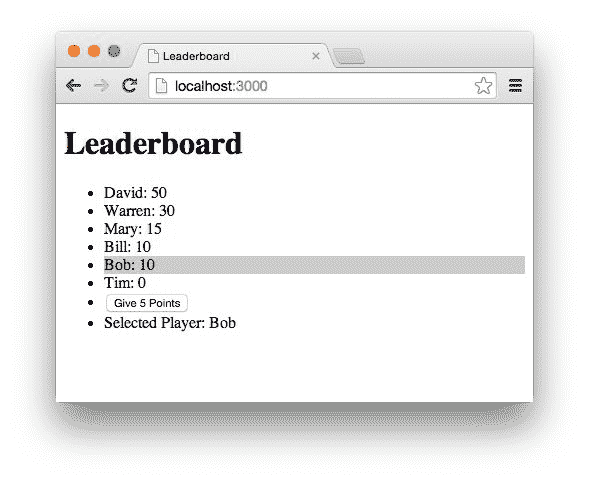 Leaderboard
localhost:3000
Leaderboard
David: 50
Warren: 30
Mary: 15
Bill: 10
Bob: 10
Tim: 0
Give 5 Points
Selected Player: Bob